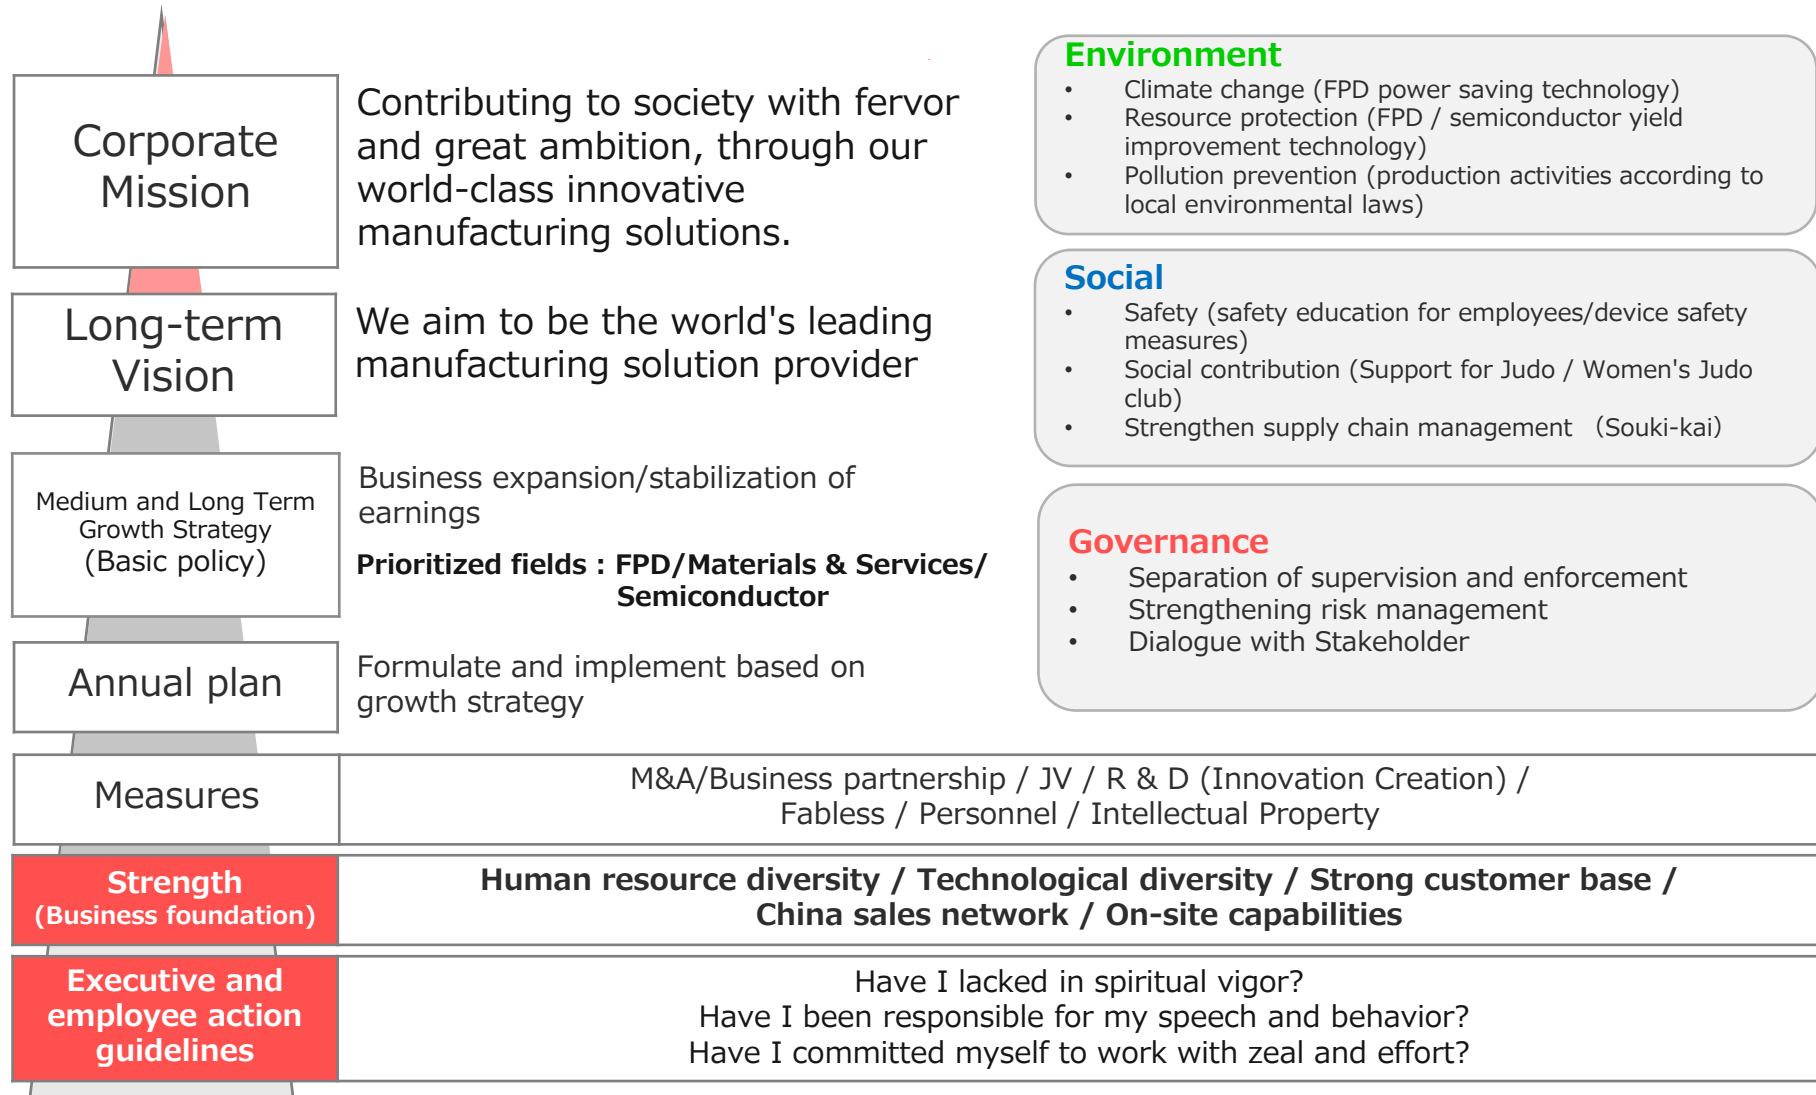 Corporate
Mission
Contributing to society with fervor
and great ambition, through our
world-class innovative
manufacturing solutions.
Long-term
Vision
We aim to be the world's leading
manufacturing solution provider
Medium and Long Term
Growth Strategy
(Basic policy)
Business expansion/stabilization of
earnings
Prioritized fields : FPD/Materials & Services/
Semiconductor
Annual plan
Formulate and implement based on
growth strategy
Environment
• Climate change (FPD power saving technology)
• Resource protection (FPD / semiconductor yield
improvement technology)
• Pollution prevention (production activities according to
local environmental laws)
Social
• Safety (safety education for employees/device safety
measures)
• Social contribution (Support for Judo / Women's Judo
club)
• Strengthen supply chain management （Souki-kai）
Governance
• Separation of supervision and enforcement
• Strengthening risk management
• Dialogue with Stakeholder
Measures
M&A/Business partnership / JV / R & D (Innovation Creation) /
Fabless / Personnel / Intellectual Property
Strength
(Business foundation)
Human resource diversity / Technological diversity / Strong customer base /
China sales network / On-site capabilities
Executive and
employee action
guidelines
Have I lacked in spiritual vigor?
Have I been responsible for my speech and behavior?
Have I committed myself to work with zeal and effort?